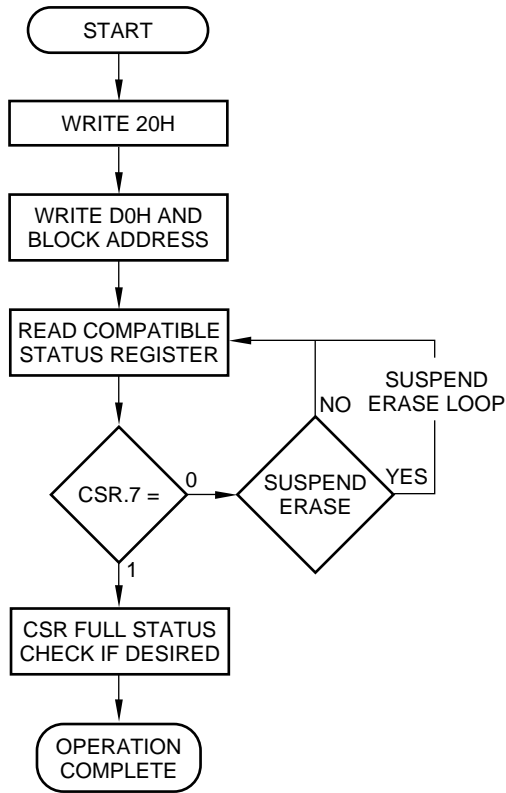 START
WRITE 20H
WRITE D0H AND
BLOCK ADDRESS
READ COMPATIBLE
STATUS REGISTER
SUSPEND
ERASE LOOP
NO
CSR.7 =
0
SUSPEND
ERASE
YES
1
CSR FULL STATUS
CHECK IF DESIRED
OPERATION
COMPLETE